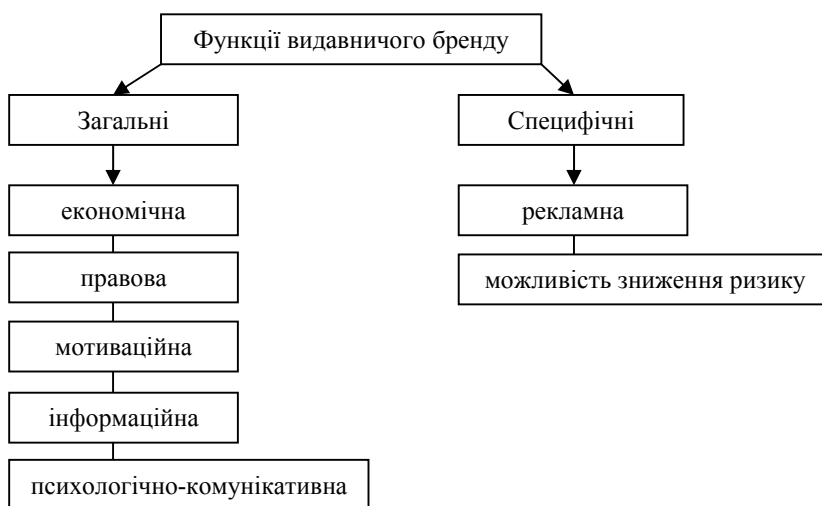 Функції видавничого бренду
Загальні
Специфічні
економічна
рекламна
правова
можливість зниження ризику
мотиваційна
інформаційна
психологічно-комунікативна